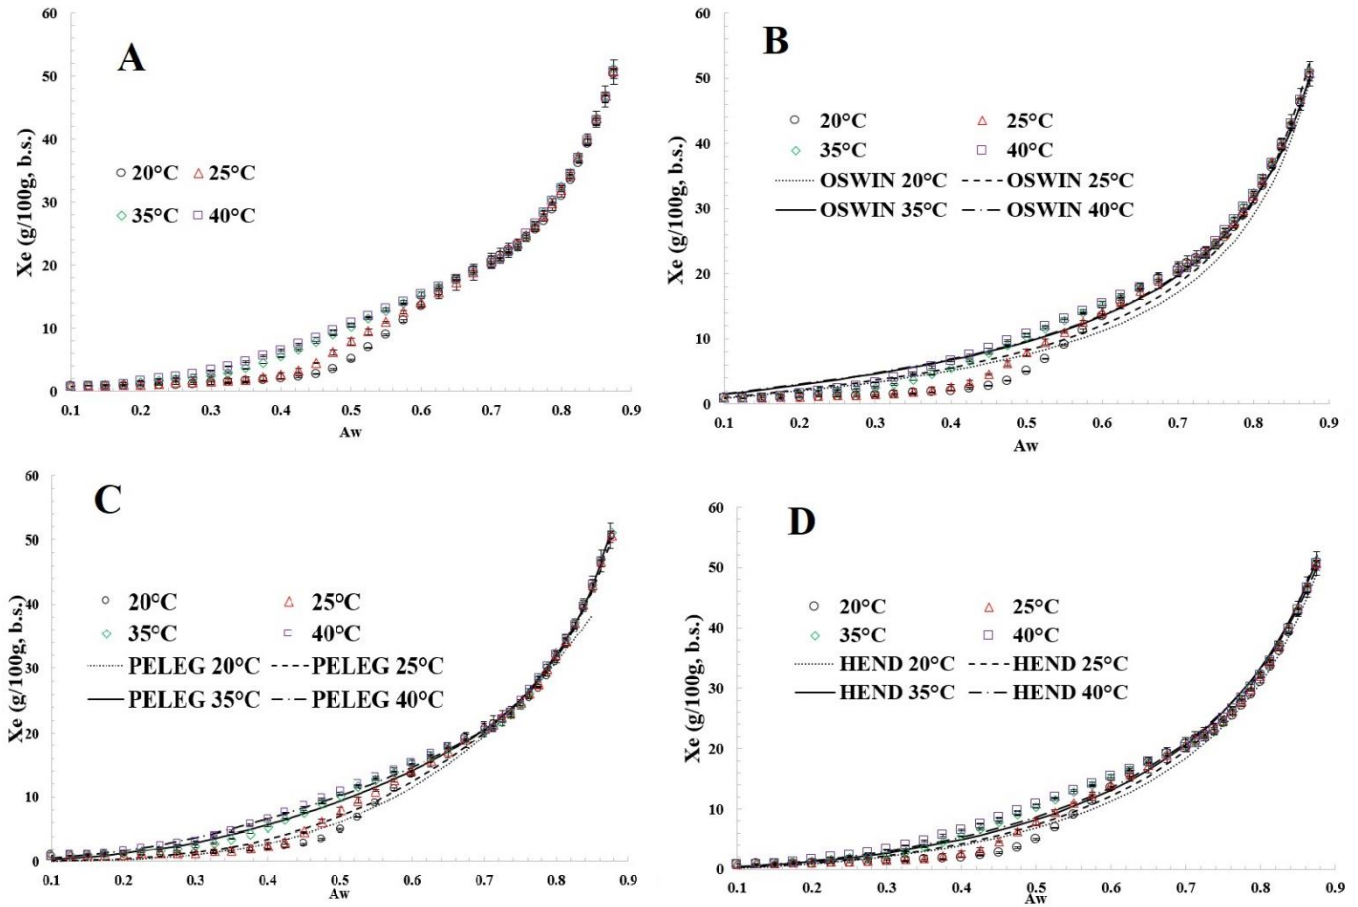 A
60
50
40
30
20
10
0
Xe (g/100g, b.s.)
20°C 25°C
35°C 40°C
0.1 0.2 0.3 0.4 0.5 0.6 0.7 0.8 0.9
Aw
B
60
50
40
30
20
10
0
Xe (g/100g, b.s.)
20°C 25°C
35°C 40°C
OSWIN 20°C OSWIN 25°C
OSWIN 35°C OSWIN 40°C
0.1 0.2 0.3 0.4 0.5 0.6 0.7 0.8 0.9
Aw
C
60
50
40
30
20
10
0
Xe (g/100g, b.s.)
20°C 25°C
35°C 40°C
PELEG 20°C PELEG 25°C
PELEG 35°C PELEG 40°C
0.1 0.2 0.3 0.4 0.5 0.6 0.7 0.8 0.9
Aw
D
60
50
40
30
20
10
0
Xe (g/100g, b.s.)
20°C 25°C
35°C 40°C
HEND 20°C HEND 25°C
HEND 35°C HEND 40°C
0.1 0.2 0.3 0.4 0.5 0.6 0.7 0.8 0.9
Aw